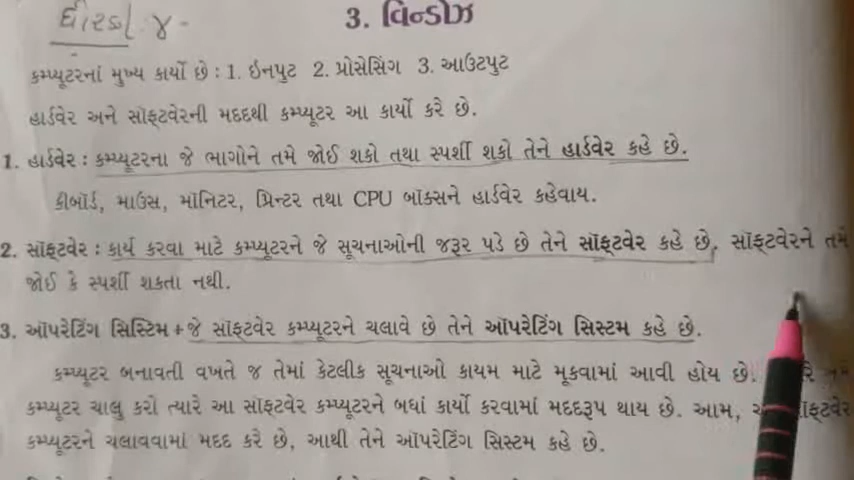 ધોરણ ૪ -
3. વિન્ડોઝ
કમ્પ્યૂટરનાં મુખ્ય કાર્યો છે : 1. ઇનપુટ 2. પ્રોસેસિંગ 3. આઉટપુટ
હાર્ડવેર અને સૉફ્ટવેરની મદદથી કમ્પ્યૂટર આ કાર્યો કરે છે.
1. હાર્ડવેર : કમ્પ્યૂટરના જે ભાગોને તમે જોઈ શકો તથા સ્પર્શી શકો તેને હાર્ડવેર કહે છે.
કીબૉર્ડ, માઉસ, મૉનિટર, પ્રિન્ટર તથા CPU બૉક્સને હાર્ડવેર કહેવાય.
2. સૉફ્ટવેર : કાર્ય કરવા માટે કમ્પ્યૂટરને જે સૂચનાઓની જરૂર પડે છે તેને સૉફ્ટવેર કહે છે, સૉફ્ટવેરને તમે
જોઈ કે સ્પર્શી શકતા નથી.
3. ઑપરેટિંગ સિસ્ટિમ + જે સૉફ્ટવેર કમ્પ્યૂટરને ચલાવે છે તેને ઑપરેટિંગ સિસ્ટમ કહે છે.
કમ્પ્યૂટર બનાવતી વખતે જ તેમાં કેટલીક સૂચનાઓ કાયમ માટે મૂકવામાં આવી હોય છે.
કમ્પ્યૂટર ચાલુ કરો ત્યારે આ સૉફ્ટવેર કમ્પ્યૂટરને બધાં કાર્યો કરવામાં મદદરૂપ થાય છે. આમ,
કમ્પ્યૂટરને ચલાવવામાં મદદ કરે છે, આથી તેને ઑપરેટિંગ સિસ્ટમ કહે છે.